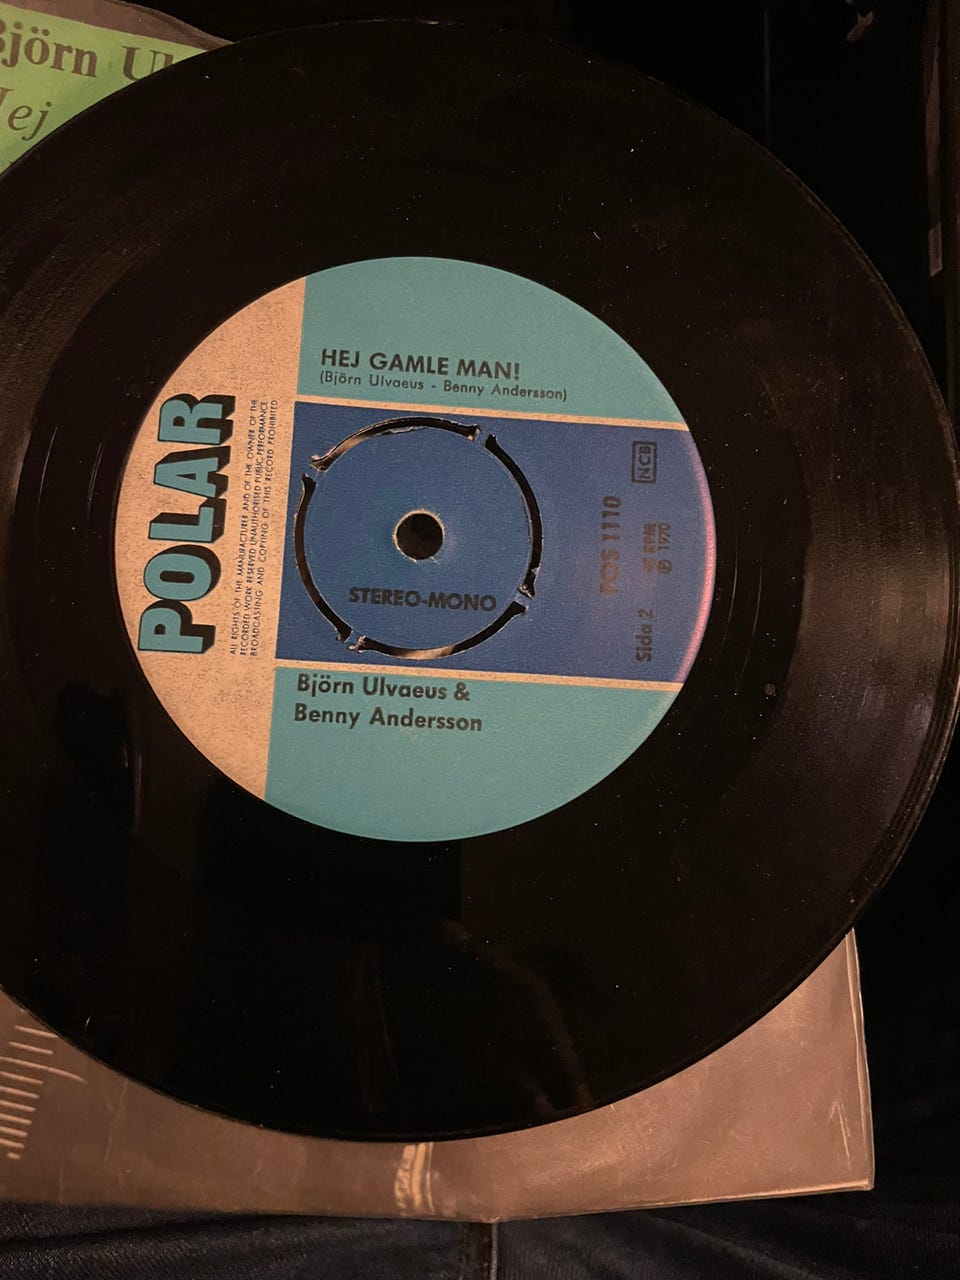 Björn Ul
Hej
HEJ GAMLE MAN!
(Björn Ulvaeus - Benny Andersson)
POLAR
ALL RIGHTS OF THE MANUFACTURER AND OF THE OWNER OF THE
RECORDED WORK RESERVED UNAUTHORISED PUBLIC PERFORMANCE
BROADCASTING AND COPYING OF THIS RECORD PROHIBITED
STEREO-MONO
NCB
POS 1110
45 RPM
Ⓟ 1970
Sida 2
Björn Ulvaeus &
Benny Andersson